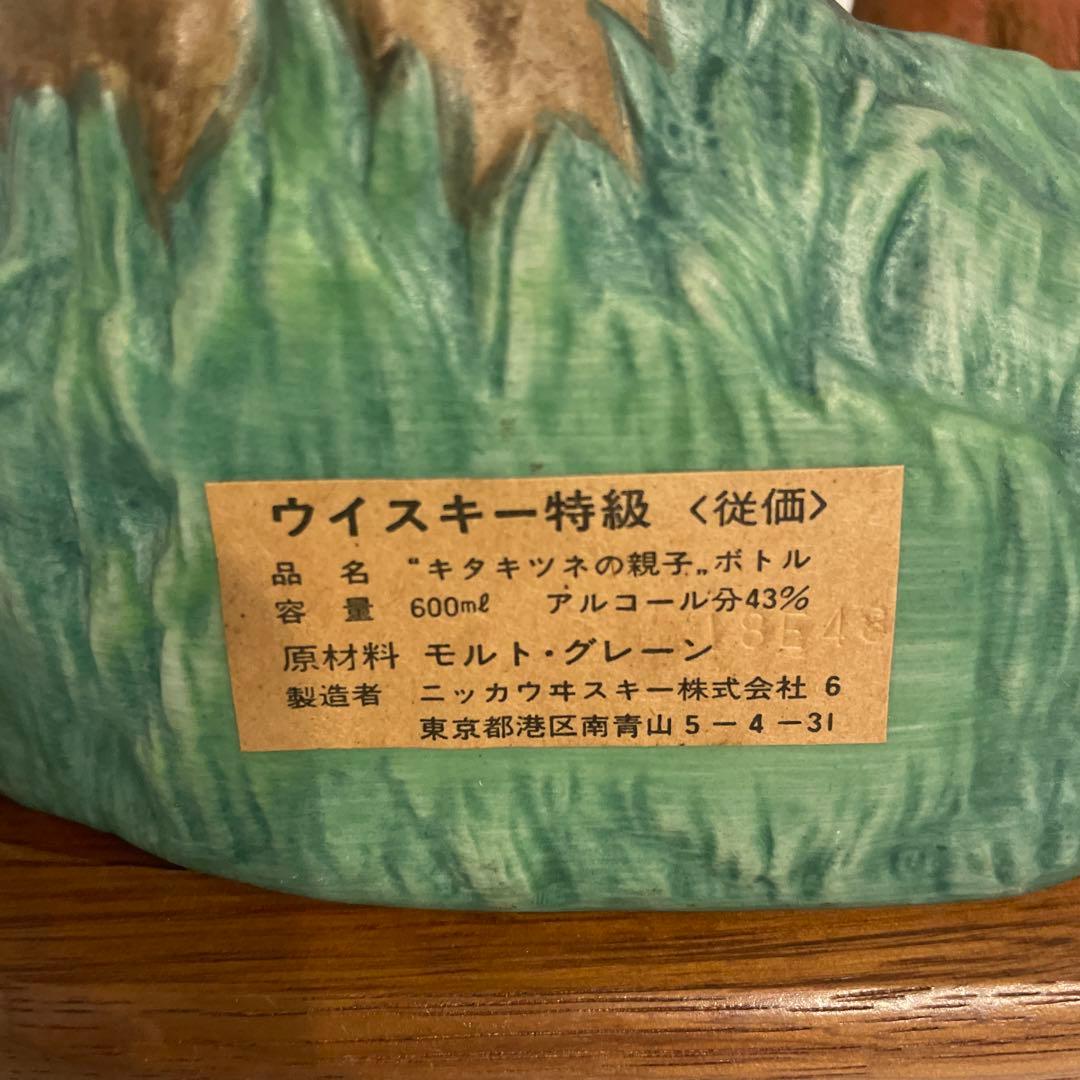 ウイスキー特級 〈従価〉
品名 “キタキツネの親子„ボトル
容量 600㎖ アルコール分43%
18E48
原材料 モルト・グレーン
製造者 ニッカウヰスキー株式会社 6
東京都港区南青山5-4-31